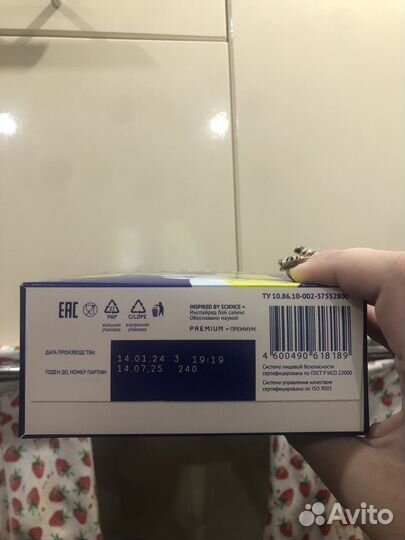 ТУ 10.86.10-002-37552800
EAC
PAP
внешняя
упаковка
C/LDPE
внутренняя
упаковка
INSPIRED BY SCIENCE =
Инспайред бай сайенс
Обосновано наукой
PREMIUM = ПРЕМИУМ
ДАТА ПРОИЗВОДСТВА:
14.01.24 3 19:19
ГОДЕН ДО, НОМЕР ПАРТИИ:
14.07.25 240
4 600490 618189
Система пищевой безопасности
сертифицирована по ГОСТ Р ИСО 22000
Система управления качеством
сертифицирована по ISO 9001
Avito